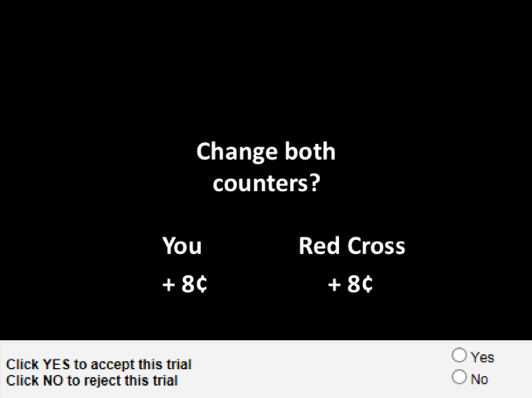 Change both
counters?
You Red Cross
+ 8¢ + 8¢
Click YES to accept this trial
Click NO to reject this trial
Yes
No